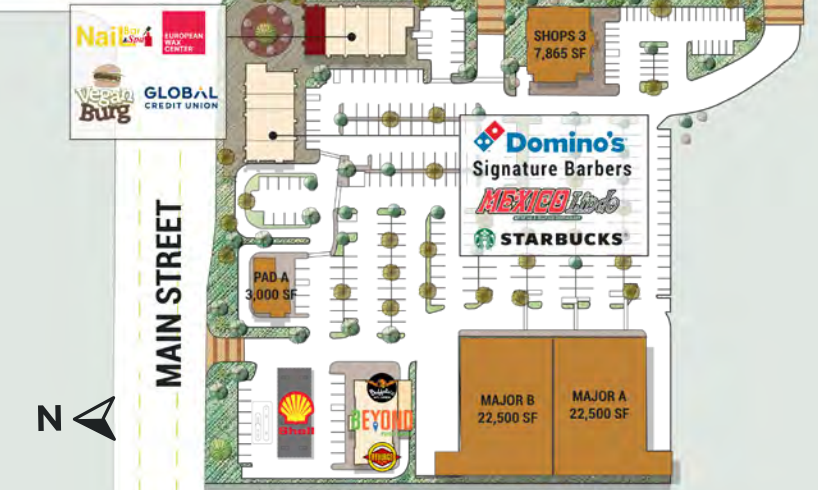 Nail Bar
& Spa
EUROPEAN
WAX
CENTER
Vegan
Burg
GLOBAL
CREDIT UNION
SHOPS 3
7,865 SF
Domino's
Signature Barbers
MEXICO Lindo
STARBUCKS
MAIN STREET
PAD A
3,000 SF
N
Shell
BEYOND
MAJOR B
22,500 SF
MAJOR A
22,500 SF